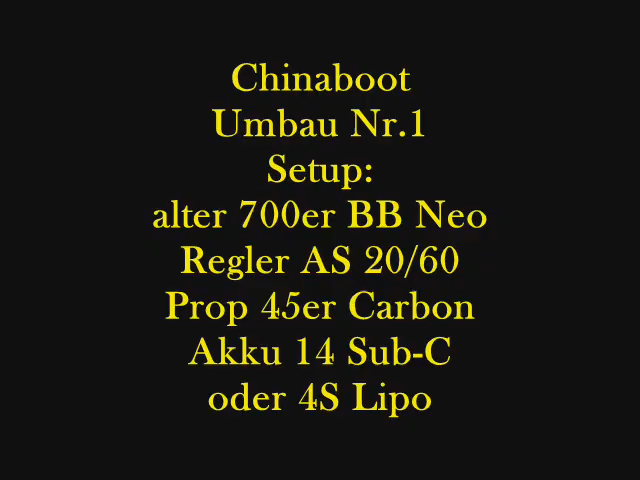 Chinaboot
Umbau Nr.1
Setup:
alter 700er BB Neo
Regler AS 20/60
Prop 45er Carbon
Akku 14 Sub-C
oder 4S Lipo